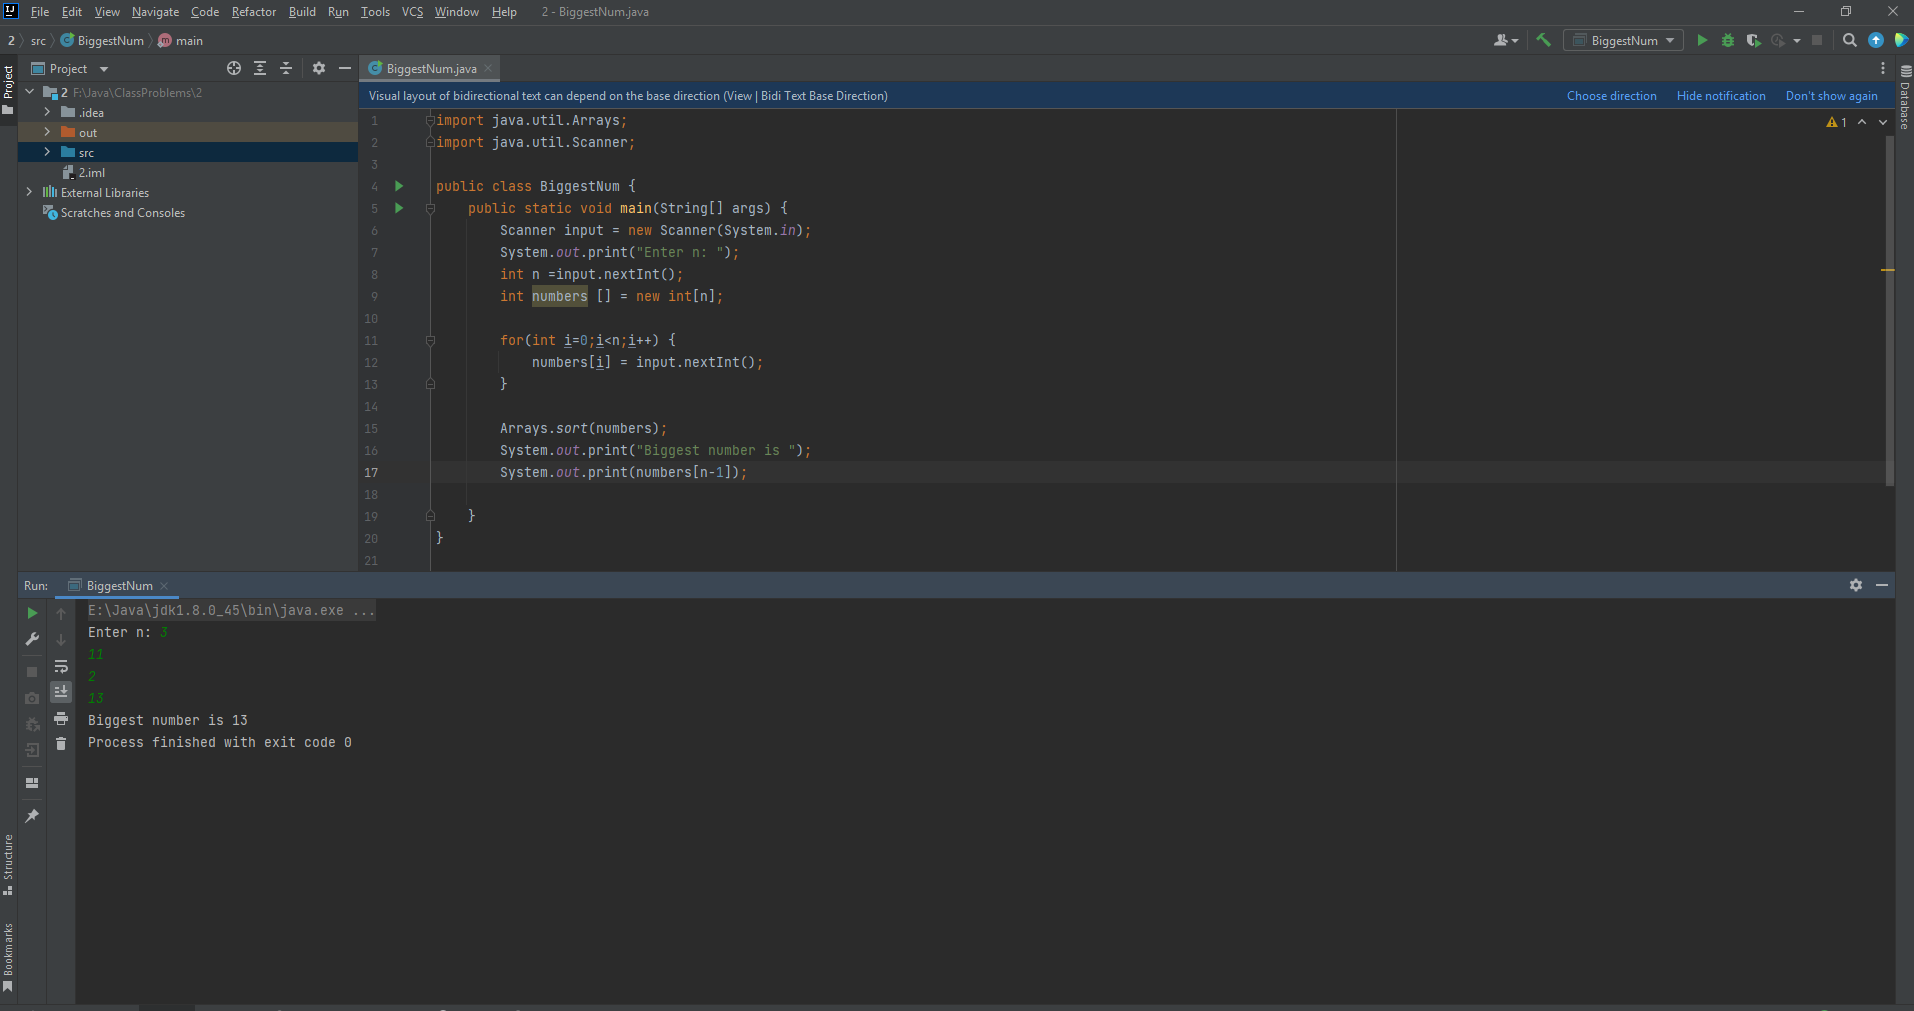 File Edit View Navigate Code Refactor Build Run Tools VCS Window Help 2 - BiggestNum.java
2 src BiggestNum main BiggestNum
Project
BiggestNum.java
Project
2 F:\Java\ClassProblems\2
.idea
out
src
2.iml
External Libraries
Scratches and Consoles
Visual layout of bidirectional text can depend on the base direction (View | Bidi Text Base Direction) Choose direction Hide notification Don't show again
Database
1
1 import java.util.Arrays;
2 import java.util.Scanner;
3
4 public class BiggestNum {
5 public static void main(String[] args) {
6 Scanner input = new Scanner(System.in);
7 System.out.print("Enter n: ");
8 int n =input.nextInt();
9 int numbers [] = new int[n];
10
11 for(int i=0;i<n;i++) {
12 numbers[i] = input.nextInt();
13 }
14
15 Arrays.sort(numbers);
16 System.out.print("Biggest number is ");
17 System.out.print(numbers[n-1]);
18
19 }
20 }
21
Run: BiggestNum
E:\Java\jdk1.8.0_45\bin\java.exe ...
Enter n: 3
11
2
13
Biggest number is 13
Process finished with exit code 0
Structure
Bookmarks